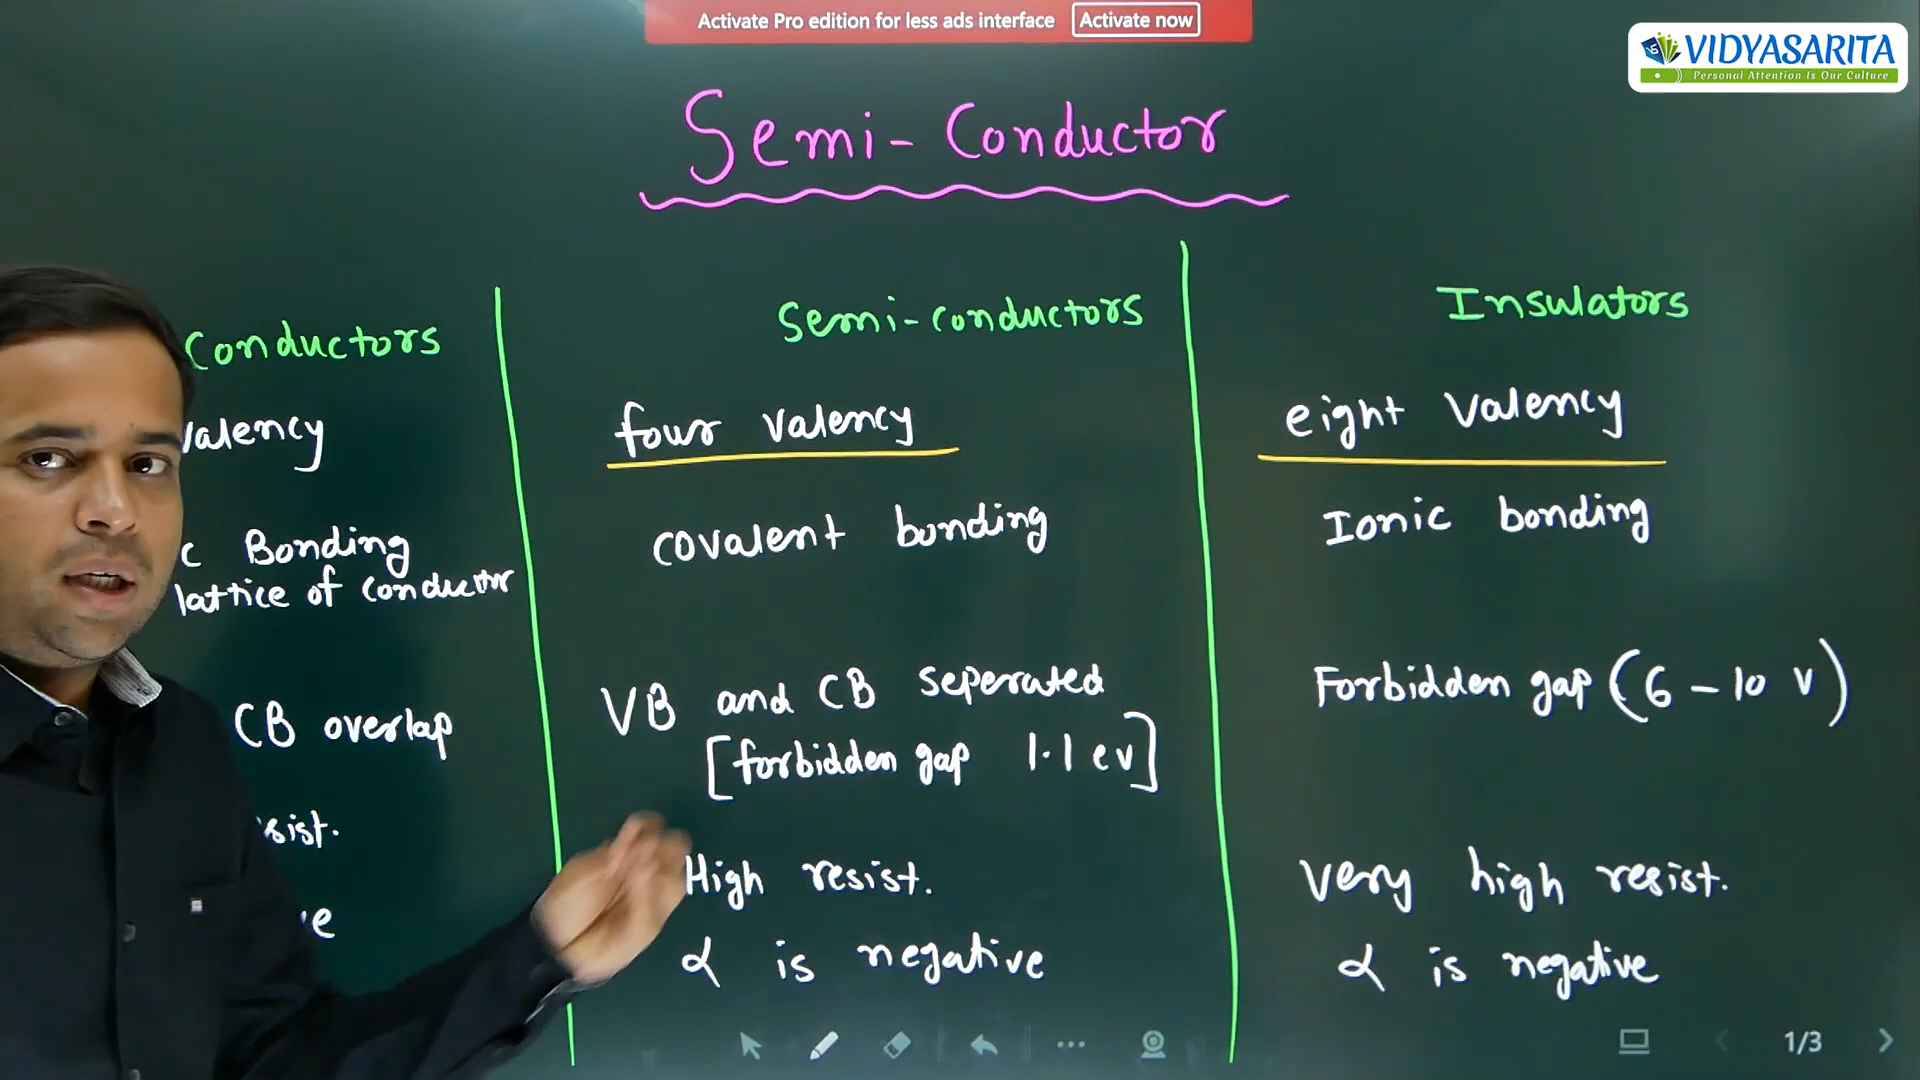 Activate Pro edition for less ads interface Activate now
VIDYASARITA
Personal Attention Is Our Culture
Semi-Conductor
Conductors
valency
Bonding
lattice of conductor
CB overlap
Semi-conductors
four valency
covalent bonding
VB and CB seperated
[forbidden gap 1.1 ev]
High resist.
α is negative
Insulators
eight valency
Ionic bonding
Forbidden gap (6 - 10 v)
very high resist.
α is negative
1/3